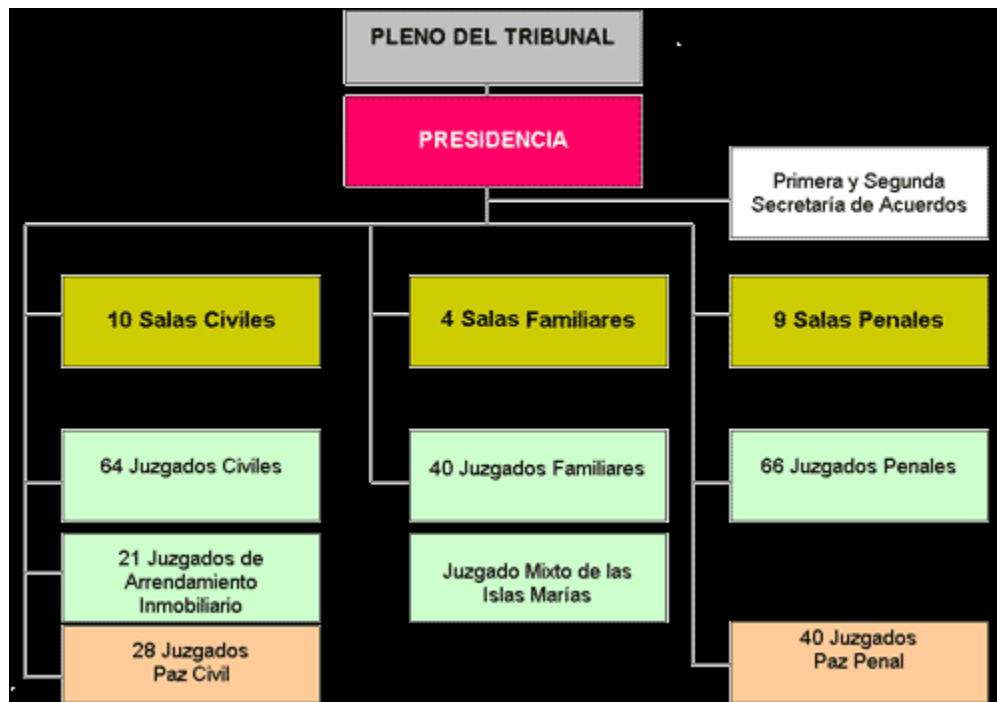 PLENO DEL TRIBUNAL
PRESIDENCIA
Primera y Segunda
Secretaría de Acuerdos
10 Salas Civiles
4 Salas Familiares
9 Salas Penales
64 Juzgados Civiles
40 Juzgados Familiares
66 Juzgados Penales
21 Juzgados de
Arrendamiento
Inmobiliario
Juzgado Mixto de las
Islas Marías
28 Juzgados
Paz Civil
40 Juzgados
Paz Penal